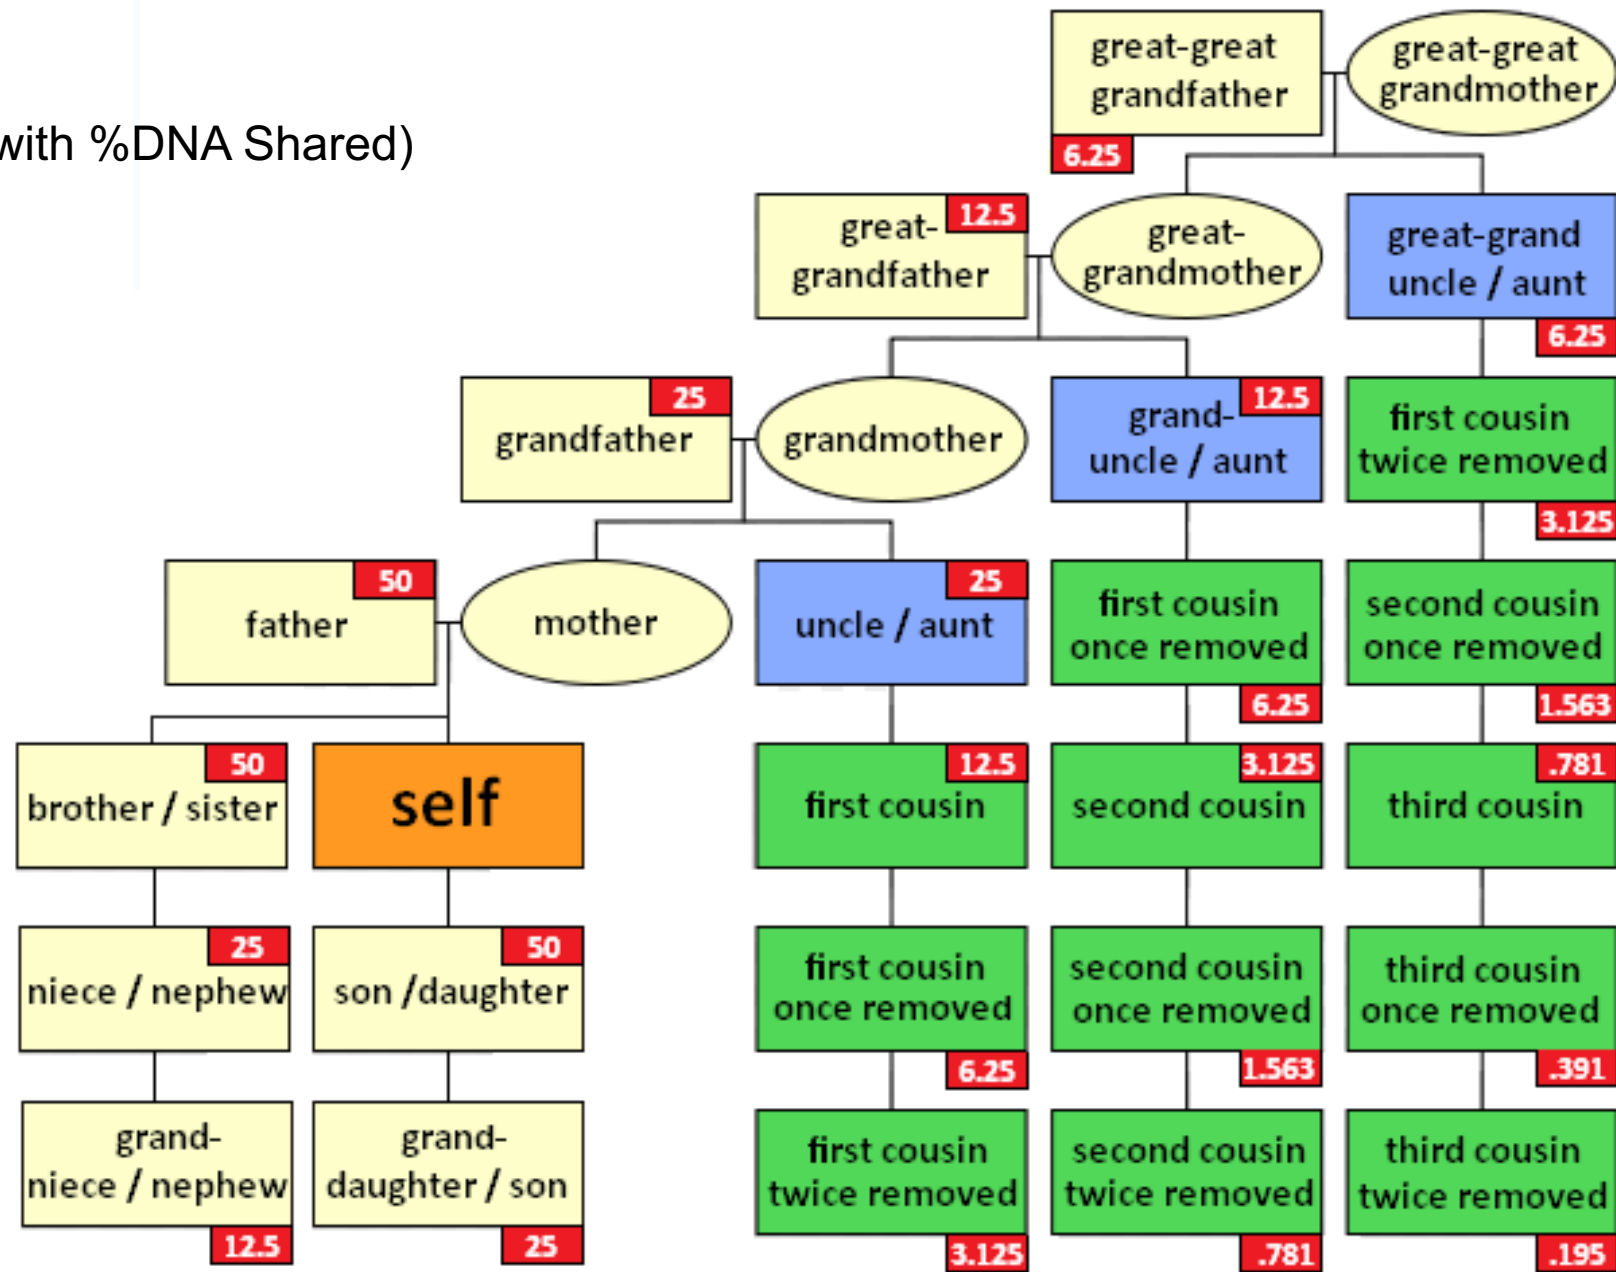 great-great
grandfather
great-great
grandmother
with %DNA Shared)
6.25
great-
grandfather
12.5
great-
grandmother
great-grand
uncle / aunt
6.25
25
grandfather
grandmother
12.5
grand-
uncle / aunt
first cousin
twice removed
3.125
50
father
mother
25
uncle / aunt
first cousin
once removed
6.25
second cousin
once removed
1.563
50
brother / sister
self
12.5
first cousin
3.125
second cousin
.781
third cousin
25
niece / nephew
50
son /daughter
first cousin
once removed
6.25
second cousin
once removed
1.563
third cousin
once removed
.391
grand-
niece / nephew
12.5
grand-
daughter / son
25
first cousin
twice removed
3.125
second cousin
twice removed
.781
third cousin
twice removed
.195